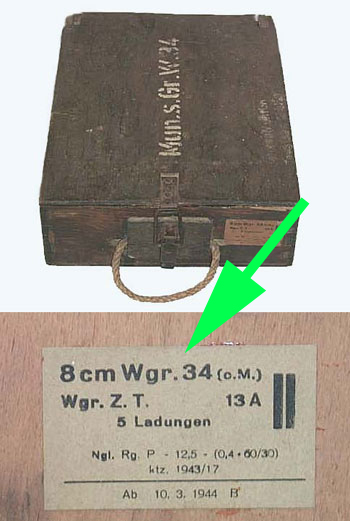 Mun.s.Gr.W.34
8 cm Wgr. 34 (o.M.)
Wgr. Z. T. 13 A
II
5 Ladungen
Ngl. Rg. P - 12,5 - (0,4 • 60/30)
ktz. 1943/17
Ab 10. 3. 1944 B